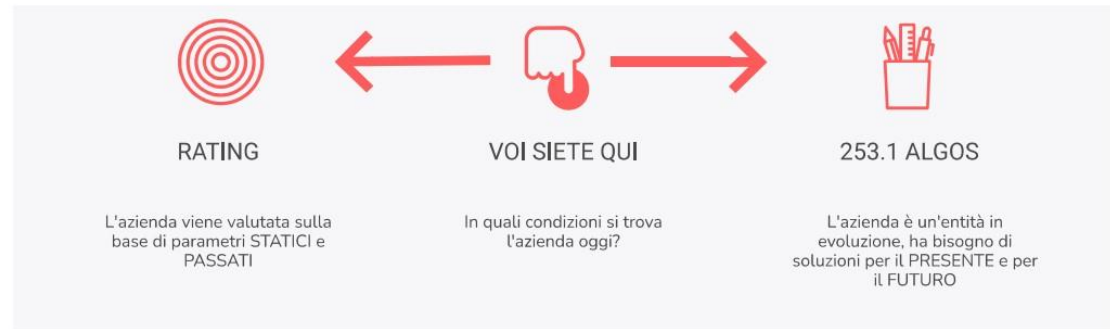 RATING
VOI SIETE QUI
253.1 ALGOS
L'azienda viene valutata sulla
base di parametri STATICI e
PASSATI
In quali condizioni si trova
l'azienda oggi?
L'azienda è un'entità in
evoluzione, ha bisogno di
soluzioni per il PRESENTE e per
il FUTURO